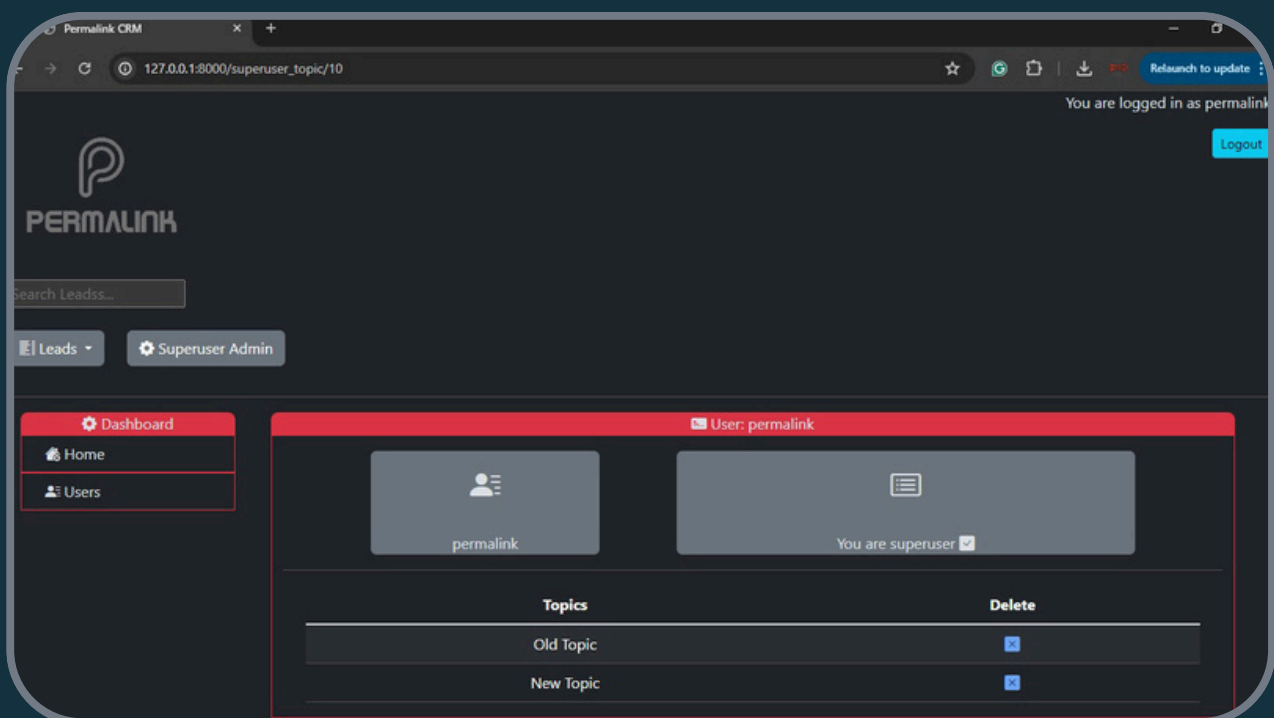 Permalink CRM
127.0.0.1:8000/superuser_topic/10
Relaunch to update
You are logged in as permalink
Logout
PERMALINK
Search Leadss...
Leads
Superuser Admin
Dashboard
User: permalink
Home
Users
permalink
You are superuser
Topics Delete
Old Topic
New Topic